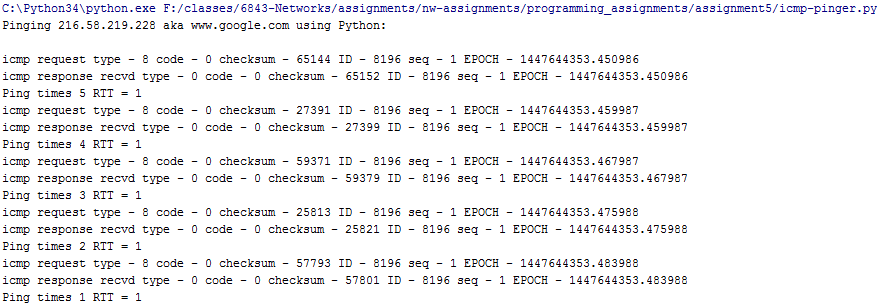 C:\Python34\python.exe F:/classes/6843-Networks/assignments/nw-assignments/programming_assignments/assignment5/icmp-pinger.py
Pinging 216.58.219.228 aka www.google.com using Python:
icmp request type - 8 code - 0 checksum - 65144 ID - 8196 seq - 1 EPOCH - 1447644353.450986
icmp response recvd type - 0 code - 0 checksum - 65152 ID - 8196 seq - 1 EPOCH - 1447644353.450986
Ping times 5 RTT = 1
icmp request type - 8 code - 0 checksum - 27391 ID - 8196 seq - 1 EPOCH - 1447644353.459987
icmp response recvd type - 0 code - 0 checksum - 27399 ID - 8196 seq - 1 EPOCH - 1447644353.459987
Ping times 4 RTT = 1
icmp request type - 8 code - 0 checksum - 59371 ID - 8196 seq - 1 EPOCH - 1447644353.467987
icmp response recvd type - 0 code - 0 checksum - 59379 ID - 8196 seq - 1 EPOCH - 1447644353.467987
Ping times 3 RTT = 1
icmp request type - 8 code - 0 checksum - 25813 ID - 8196 seq - 1 EPOCH - 1447644353.475988
icmp response recvd type - 0 code - 0 checksum - 25821 ID - 8196 seq - 1 EPOCH - 1447644353.475988
Ping times 2 RTT = 1
icmp request type - 8 code - 0 checksum - 57793 ID - 8196 seq - 1 EPOCH - 1447644353.483988
icmp response recvd type - 0 code - 0 checksum - 57801 ID - 8196 seq - 1 EPOCH - 1447644353.483988
Ping times 1 RTT = 1